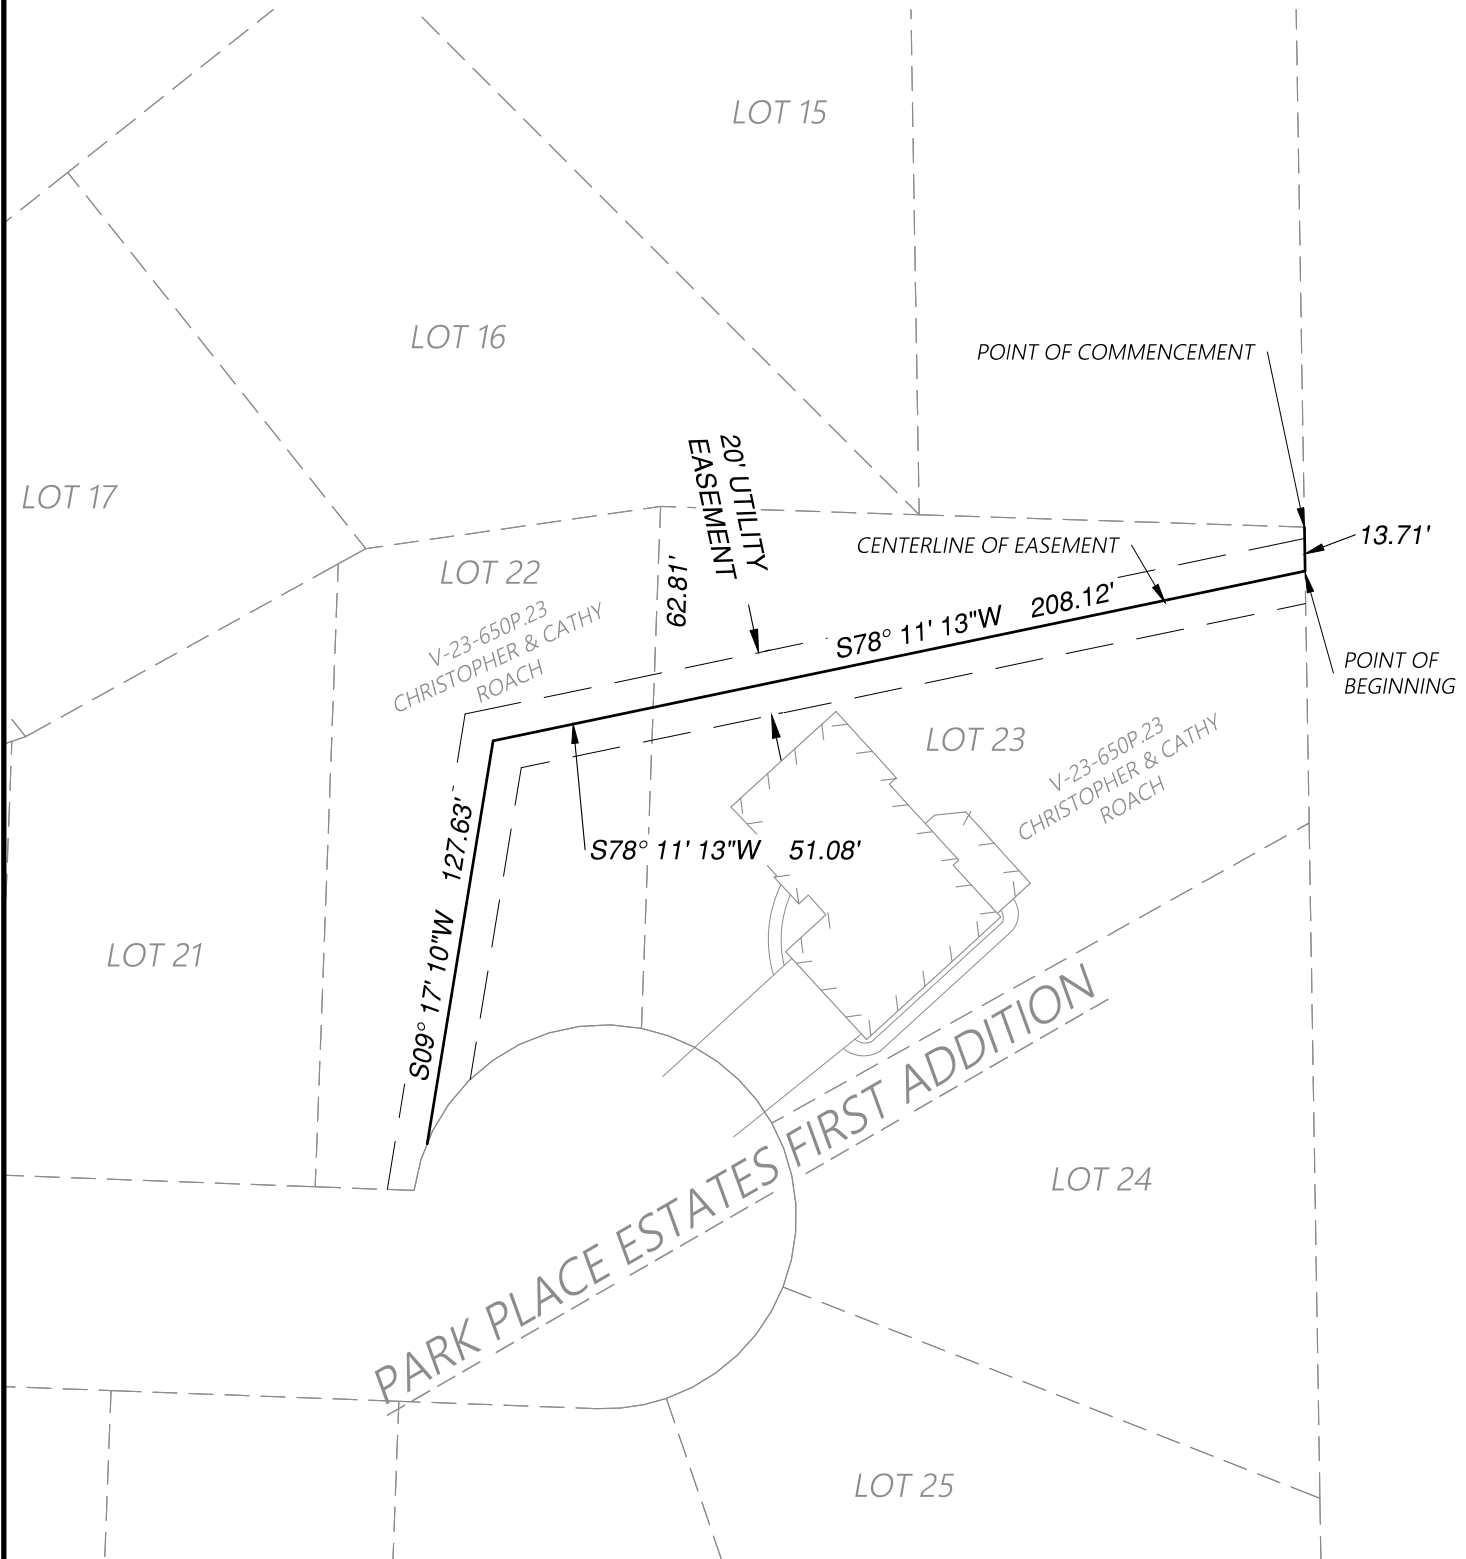 LOT 15
LOT 16
POINT OF COMMENCEMENT
LOT 17
20' UTILITY
EASEMENT
13.71'
CENTERLINE OF EASEMENT
LOT 22
62.81'
V-23-650P.23
CHRISTOPHER & CATHY
ROACH
S78° 11' 13"W 208.12'
POINT OF
BEGINNING
LOT 23
V-23-650P.23
CHRISTOPHER & CATHY
ROACH
S78° 11' 13"W 51.08'
S09° 17' 10"W 127.63'
LOT 21
PARK PLACE ESTATES FIRST ADDITION
LOT 24
LOT 25